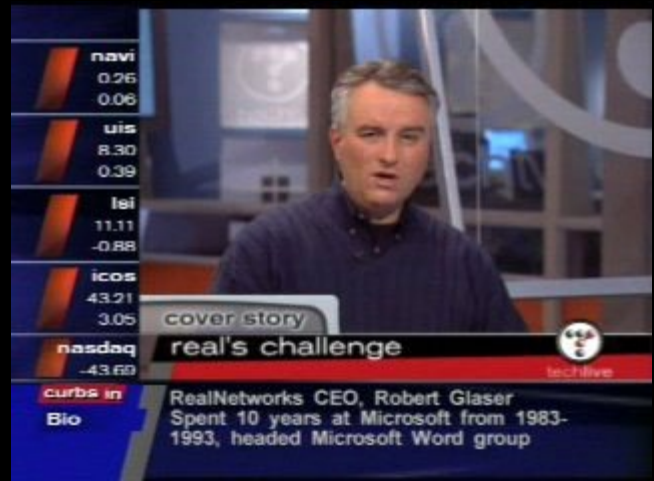 navi
0.26
0.06
uis
8.30
0.39
lsi
11.11
-0.88
icos
43.21
3.05
nasdaq
-43.69
cover story
real's challenge
techlive
curbs in
Bio
RealNetworks CEO, Robert Glaser
Spent 10 years at Microsoft from 1983-
1993, headed Microsoft Word group